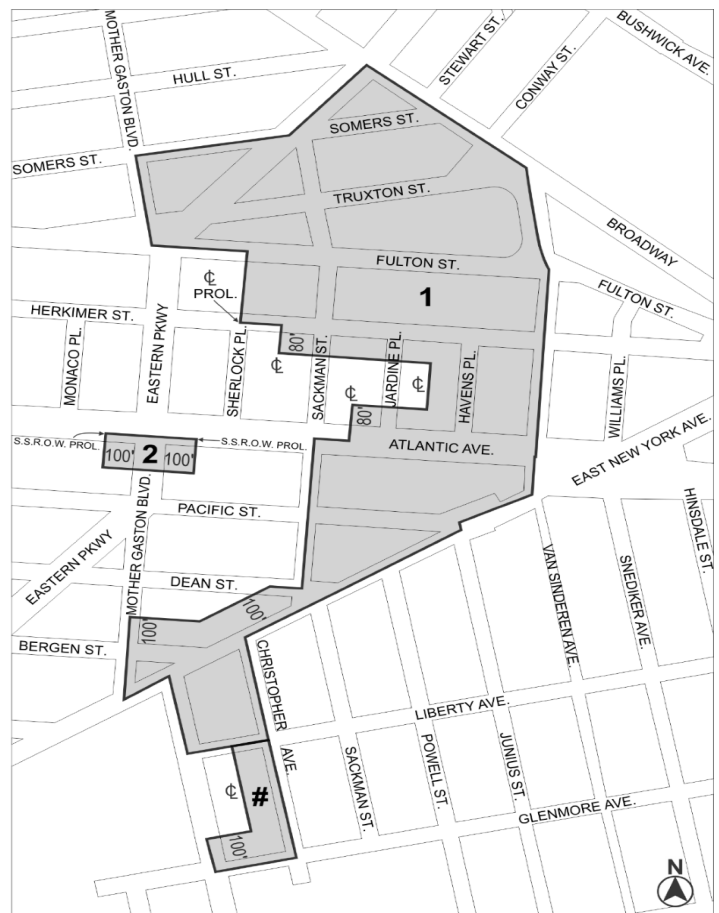 MOTHER GASTON BLVD.
HULL ST.
STEWART ST.
CONWAY ST.
BUSHWICK AVE.
SOMERS ST.
SOMERS ST.
TRUXTON ST.
BROADWAY
FULTON ST.
FULTON ST.
℄
PROL.
1
HERKIMER ST.
MONACO PL.
EASTERN PKWY
SHERLOCK PL.
80'
℄
SACKMAN ST.
℄
JARDINE PL.
℄
HAVENS PL.
WILLIAMS PL.
80'
S.S.R.O.W. PROL.
S.S.R.O.W. PROL.
100'
2
100'
ATLANTIC AVE.
EAST NEW YORK AVE.
PACIFIC ST.
MOTHER GASTON BLVD.
EASTERN PKWY
DEAN ST.
HINSDALE ST.
VAN SINDEREN AVE.
SNEDIKER AVE.
100'
100'
BERGEN ST.
CHRISTOPHER
AVE.
LIBERTY AVE.
SACKMAN ST.
POWELL ST.
JUNIUS ST.
℄
#
GLENMORE AVE.
100'
N